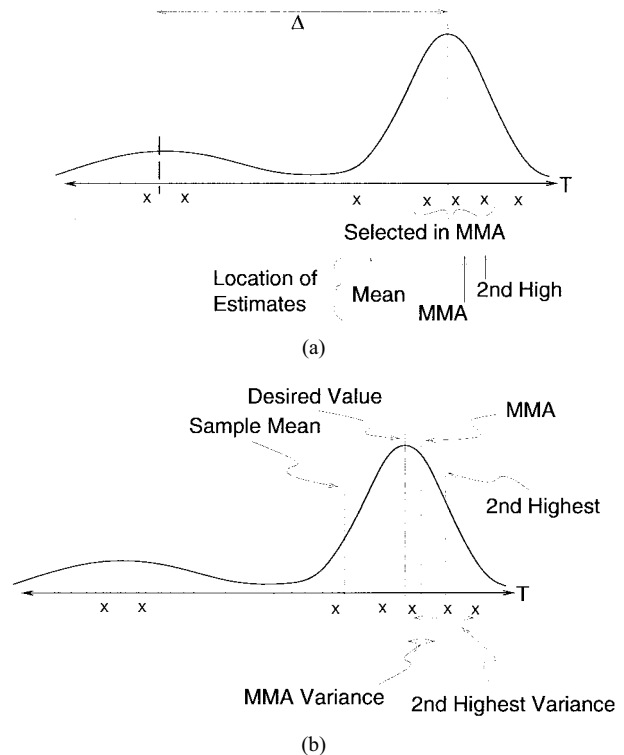 Δ
T
x x x x x x x
Selected in MMA
Location of
Estimates
Mean
MMA
2nd High
(a)
Desired Value
Sample Mean
MMA
2nd Highest
T
x x x x x x x
MMA Variance
2nd Highest Variance
(b)